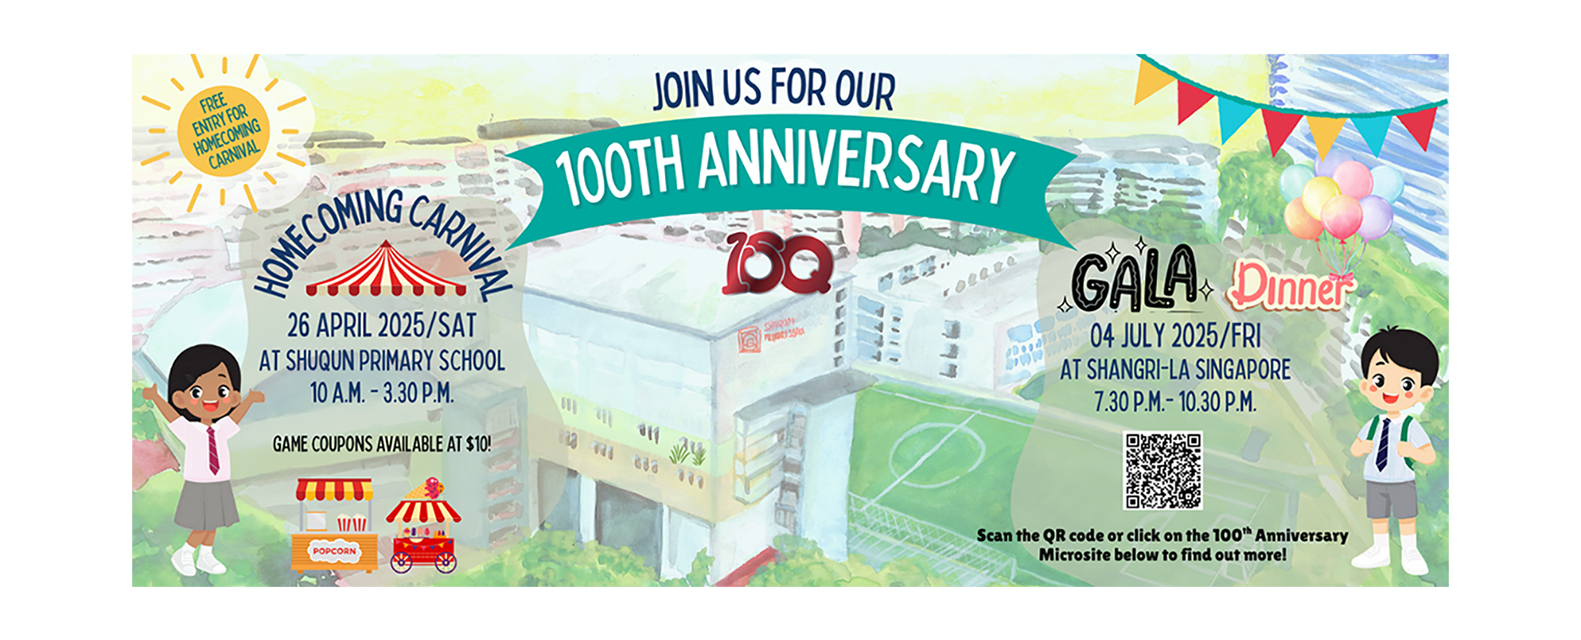 JOIN US FOR OUR
100TH ANNIVERSARY
FREE
ENTRY FOR
HOMECOMING
CARNIVAL
HOMECOMING CARNIVAL
26 APRIL 2025/SAT
AT SHUQUN PRIMARY SCHOOL
10 A.M. - 3.30 P.M.
GAME COUPONS AVAILABLE AT $10!
POPCORN
100SQ
GALA Dinner
04 JULY 2025/FRI
AT SHANGRI-LA SINGAPORE
7.30 P.M.- 10.30 P.M.
Scan the QR code or click on the 100th Anniversary
Microsite below to find out more!